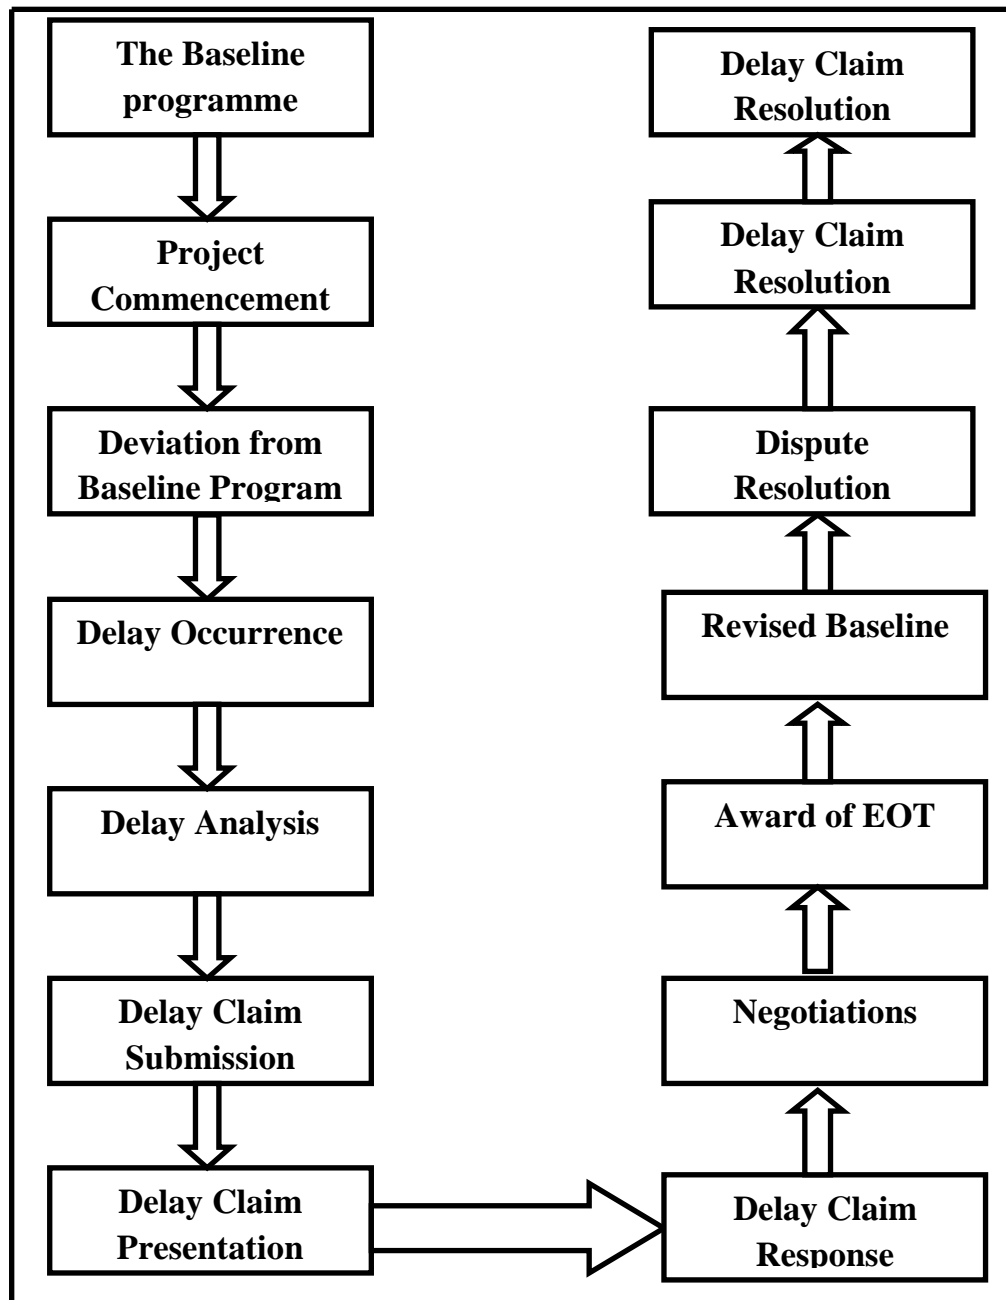 The Baseline
programme
Project
Commencement
Deviation from
Baseline Program
Delay Occurrence
Delay Analysis
Delay Claim
Submission
Delay Claim
Presentation
Delay Claim
Response
Negotiations
Award of EOT
Revised Baseline
Dispute
Resolution
Delay Claim
Resolution
Delay Claim
Resolution